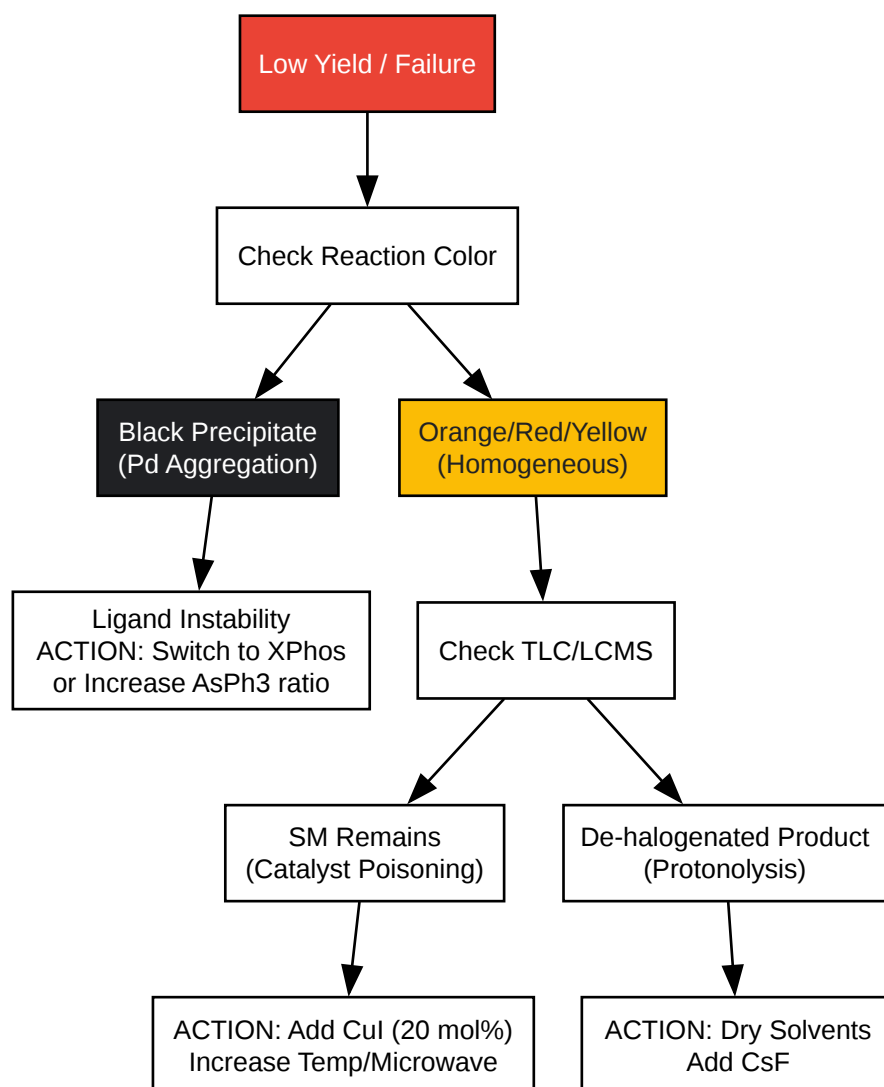 Low Yield / Failure
Check Reaction Color
Black Precipitate
(Pd Aggregation)
Orange/Red/Yellow
(Homogeneous)
Ligand Instability
ACTION: Switch to XPhos
or Increase AsPh3 ratio
Check TLC/LCMS
SM Remains
(Catalyst Poisoning)
De-halogenated Product
(Protonolysis)
ACTION: Add CuI (20 mol%)
Increase Temp/Microwave
ACTION: Dry Solvents
Add CsF